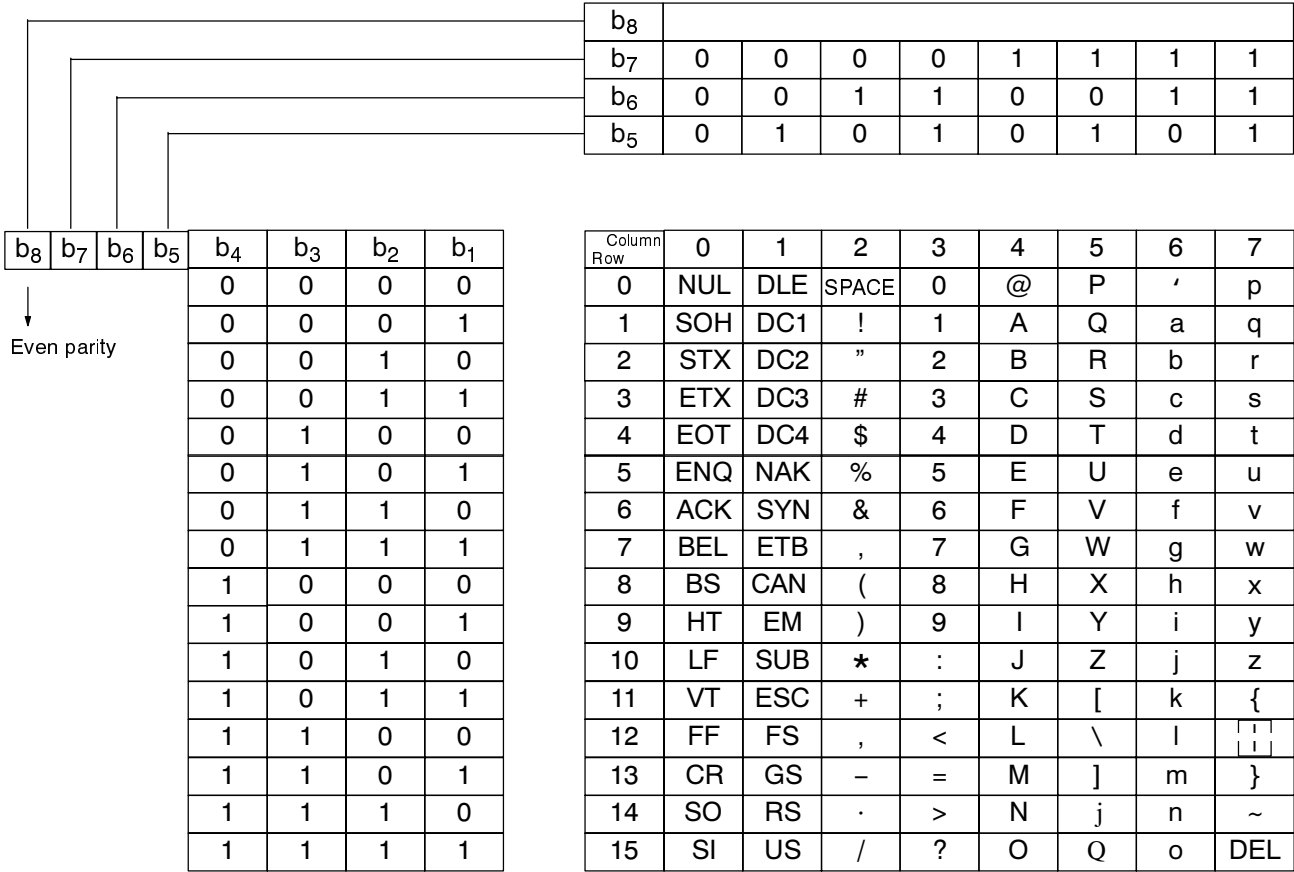 b8
b7 0 0 0 0 1 1 1 1
b6 0 0 1 1 0 0 1 1
b5 0 1 0 1 0 1 0 1
b8 b7 b6 b5 b4 b3 b2 b1 Column Row 0 1 2 3 4 5 6 7
0 0 0 0 0 NUL DLE SPACE 0 @ P ‘ p
0 0 0 1 1 SOH DC1 ! 1 A Q a q
Even parity
0 0 1 0 2 STX DC2 ” 2 B R b r
0 0 1 1 3 ETX DC3 # 3 C S c s
0 1 0 0 4 EOT DC4 $ 4 D T d t
0 1 0 1 5 ENQ NAK % 5 E U e u
0 1 1 0 6 ACK SYN & 6 F V f v
0 1 1 1 7 BEL ETB , 7 G W g w
1 0 0 0 8 BS CAN ( 8 H X h x
1 0 0 1 9 HT EM ) 9 I Y i y
1 0 1 0 10 LF SUB * : J Z j z
1 0 1 1 11 VT ESC + ; K [ k {
1 1 0 0 12 FF FS , < L \ l ¦
1 1 0 1 13 CR GS – = M ] m }
1 1 1 0 14 SO RS · > N j n ~
1 1 1 1 15 SI US / ? O Q o DEL